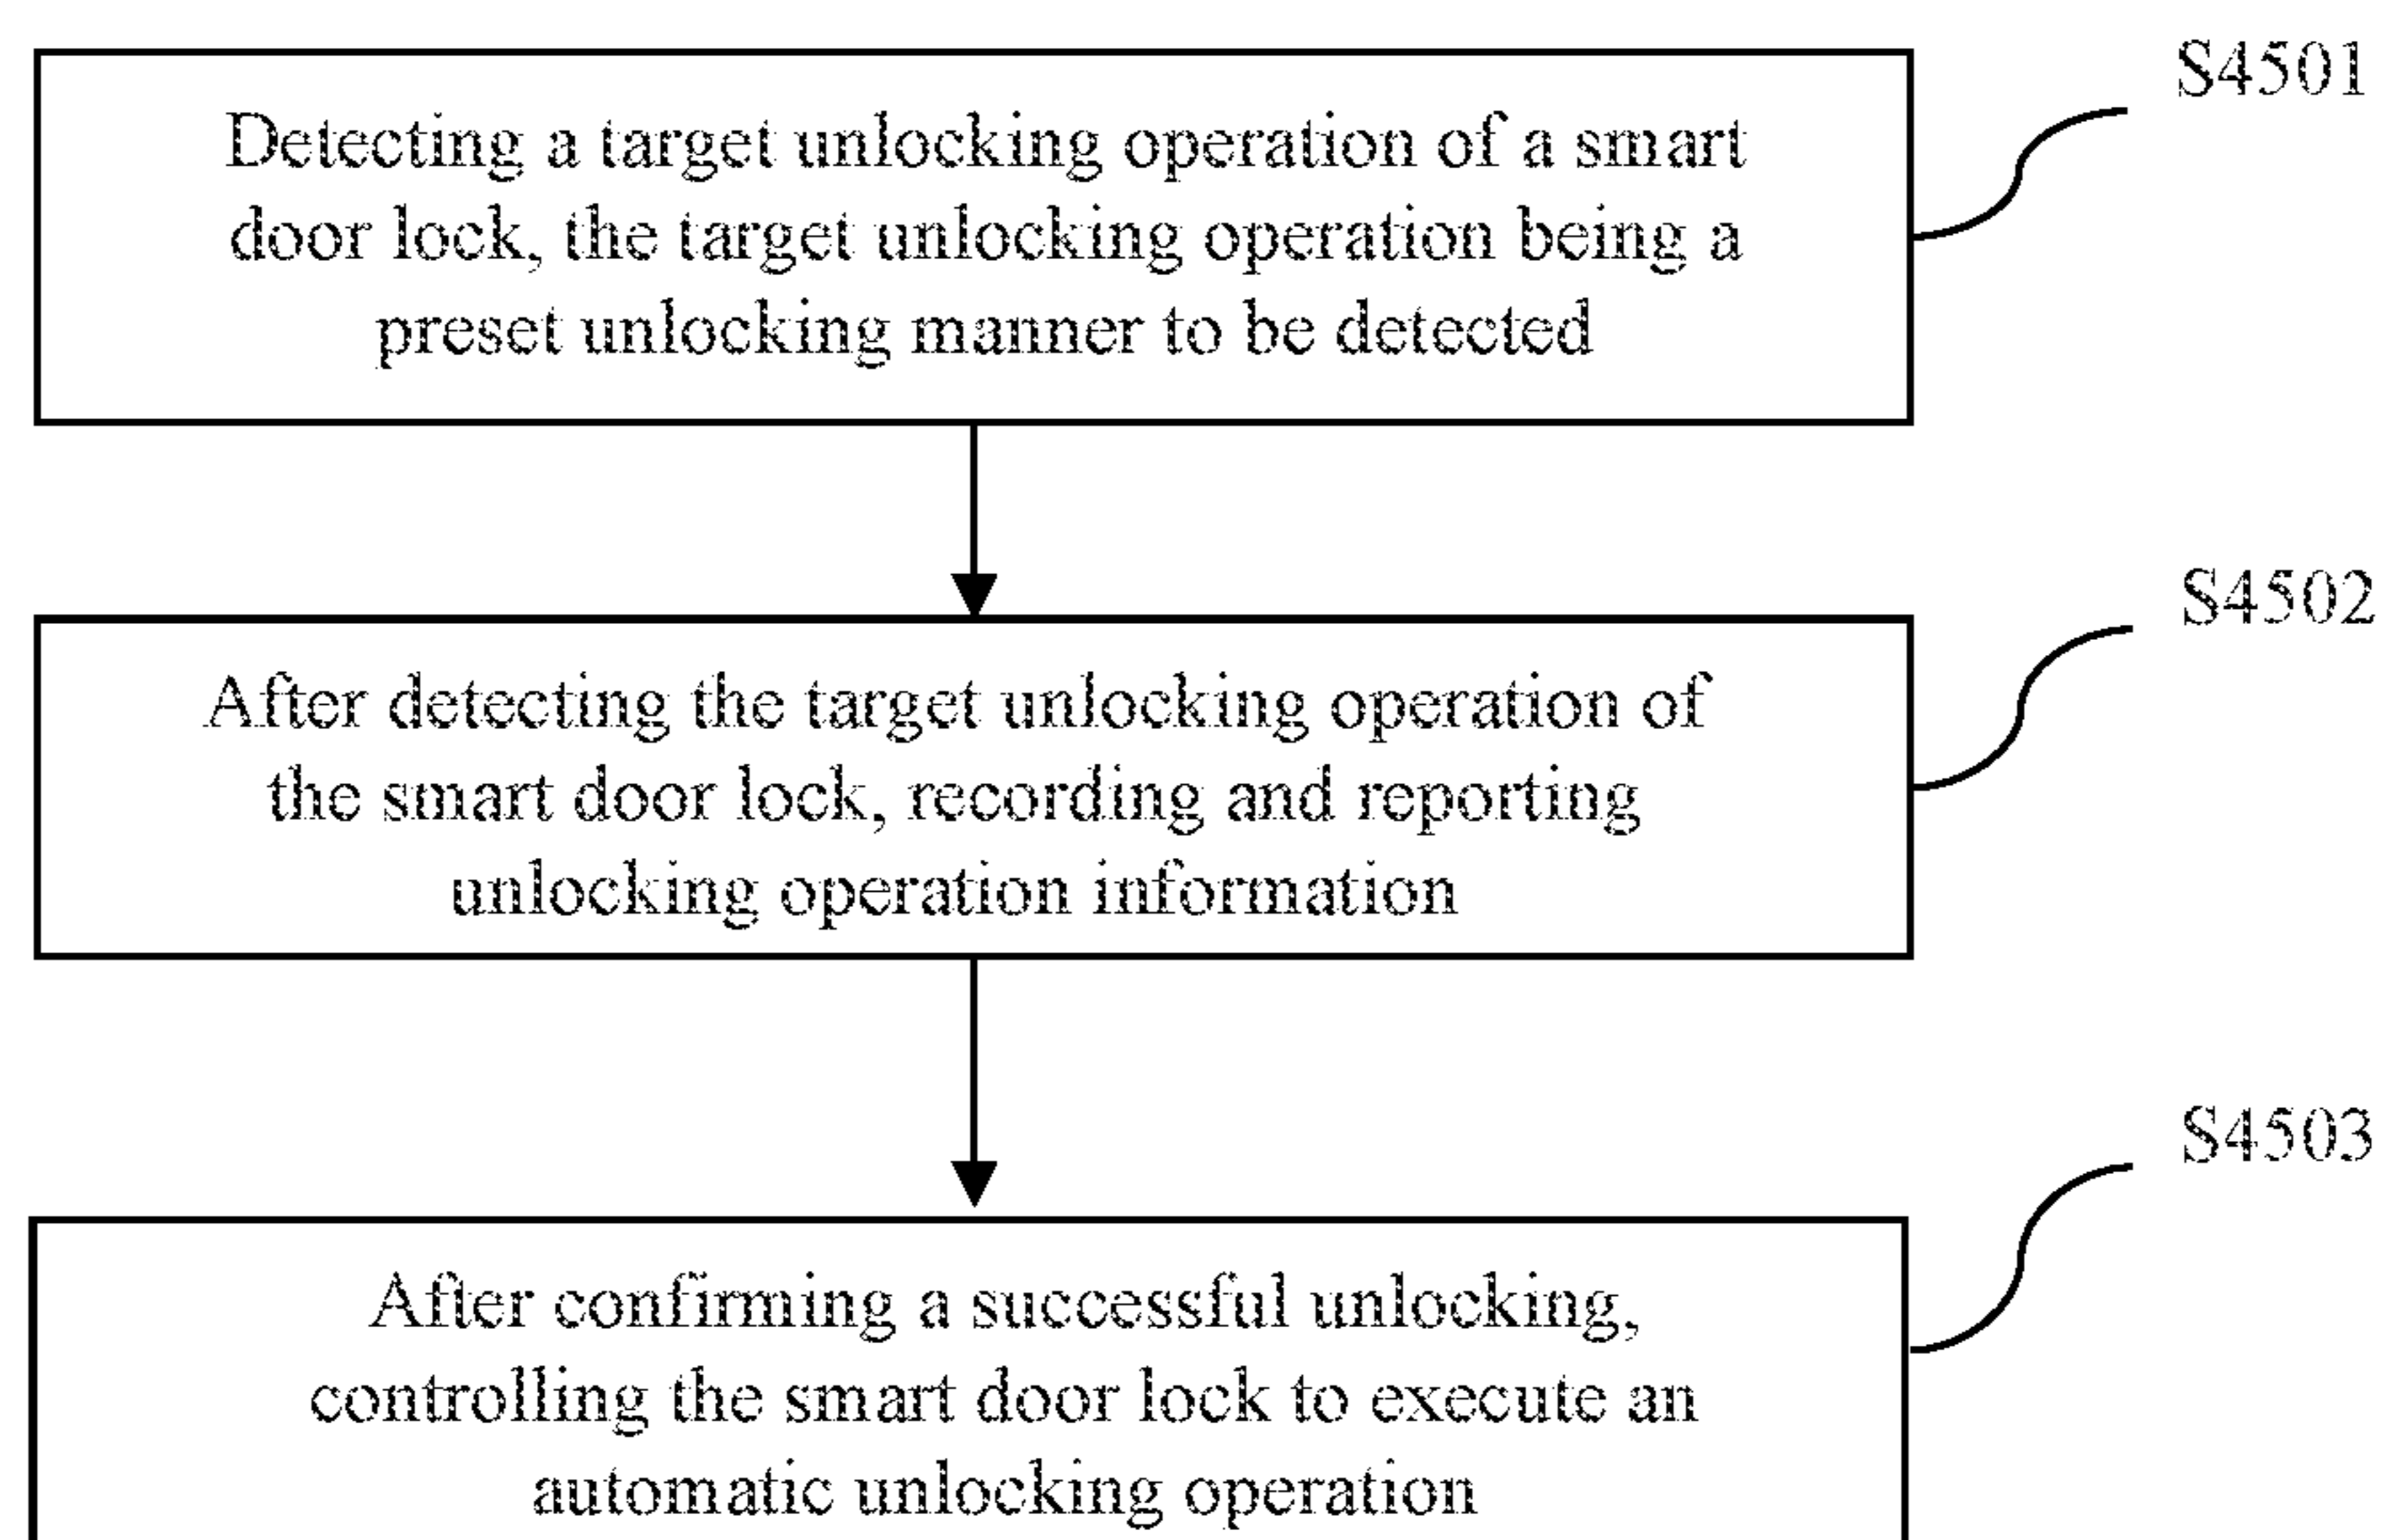 S4501
Detecting a target unlocking operation of a smart
door lock, the target unlocking operation being a
preset unlocking manner to be detected
S4502
After detecting the target unlocking operation of
the smart door lock, recording and reporting
unlocking operation information
S4503
After confirming a successful unlocking,
controlling the smart door lock to execute an
automatic unlocking operation